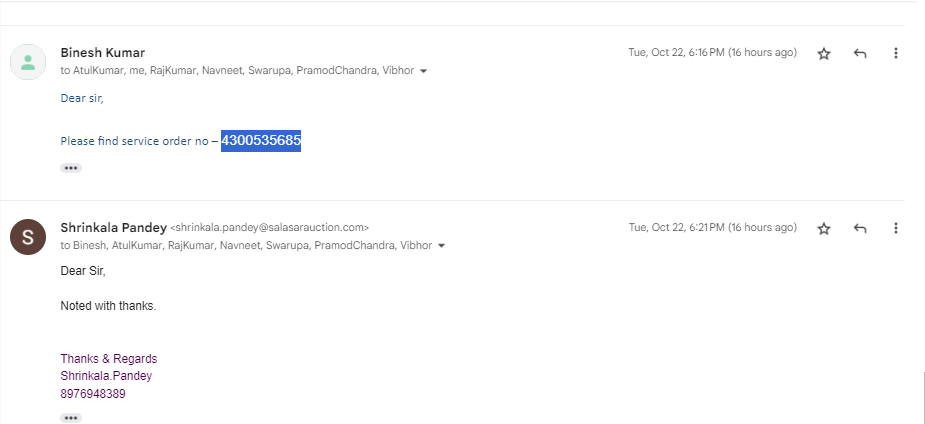 Binesh Kumar
Tue, Oct 22, 6:16 PM (16 hours ago)
to AtulKumar, me, RajKumar, Navneet, Swarupa, PramodChandra, Vibhor
Dear sir,
Please find service order no – 4300535685
S
Shrinkala Pandey <shrinkala.pandey@salasarauction.com>
Tue, Oct 22, 6:21 PM (16 hours ago)
to Binesh, AtulKumar, RajKumar, Navneet, Swarupa, PramodChandra, Vibhor
Dear Sir,
Noted with thanks.
Thanks & Regards
Shrinkala.Pandey
8976948389